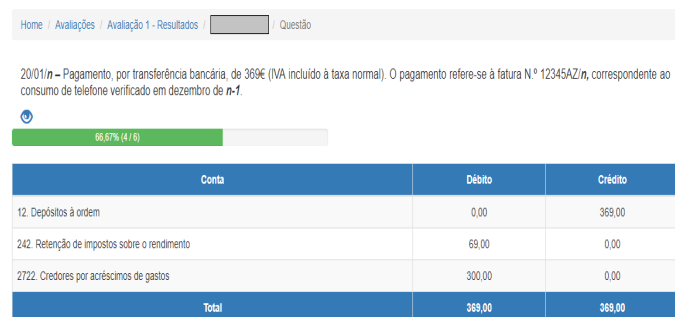 Home / Avaliações / Avaliação 1 - Resultados / / Questão
20/01/n – Pagamento, por transferência bancária, de 369€ (IVA incluído à taxa normal). O pagamento refere-se à fatura N.º 12345AZ/n, correspondente ao
consumo de telefone verificado em dezembro de n-1.
66,67% (4 / 6)
Conta Débito Crédito
12. Depósitos à ordem 0,00 369,00
242. Retenção de impostos sobre o rendimento 69,00 0,00
2722. Credores por acréscimos de gastos 300,00 0,00
Total 369,00 369,00